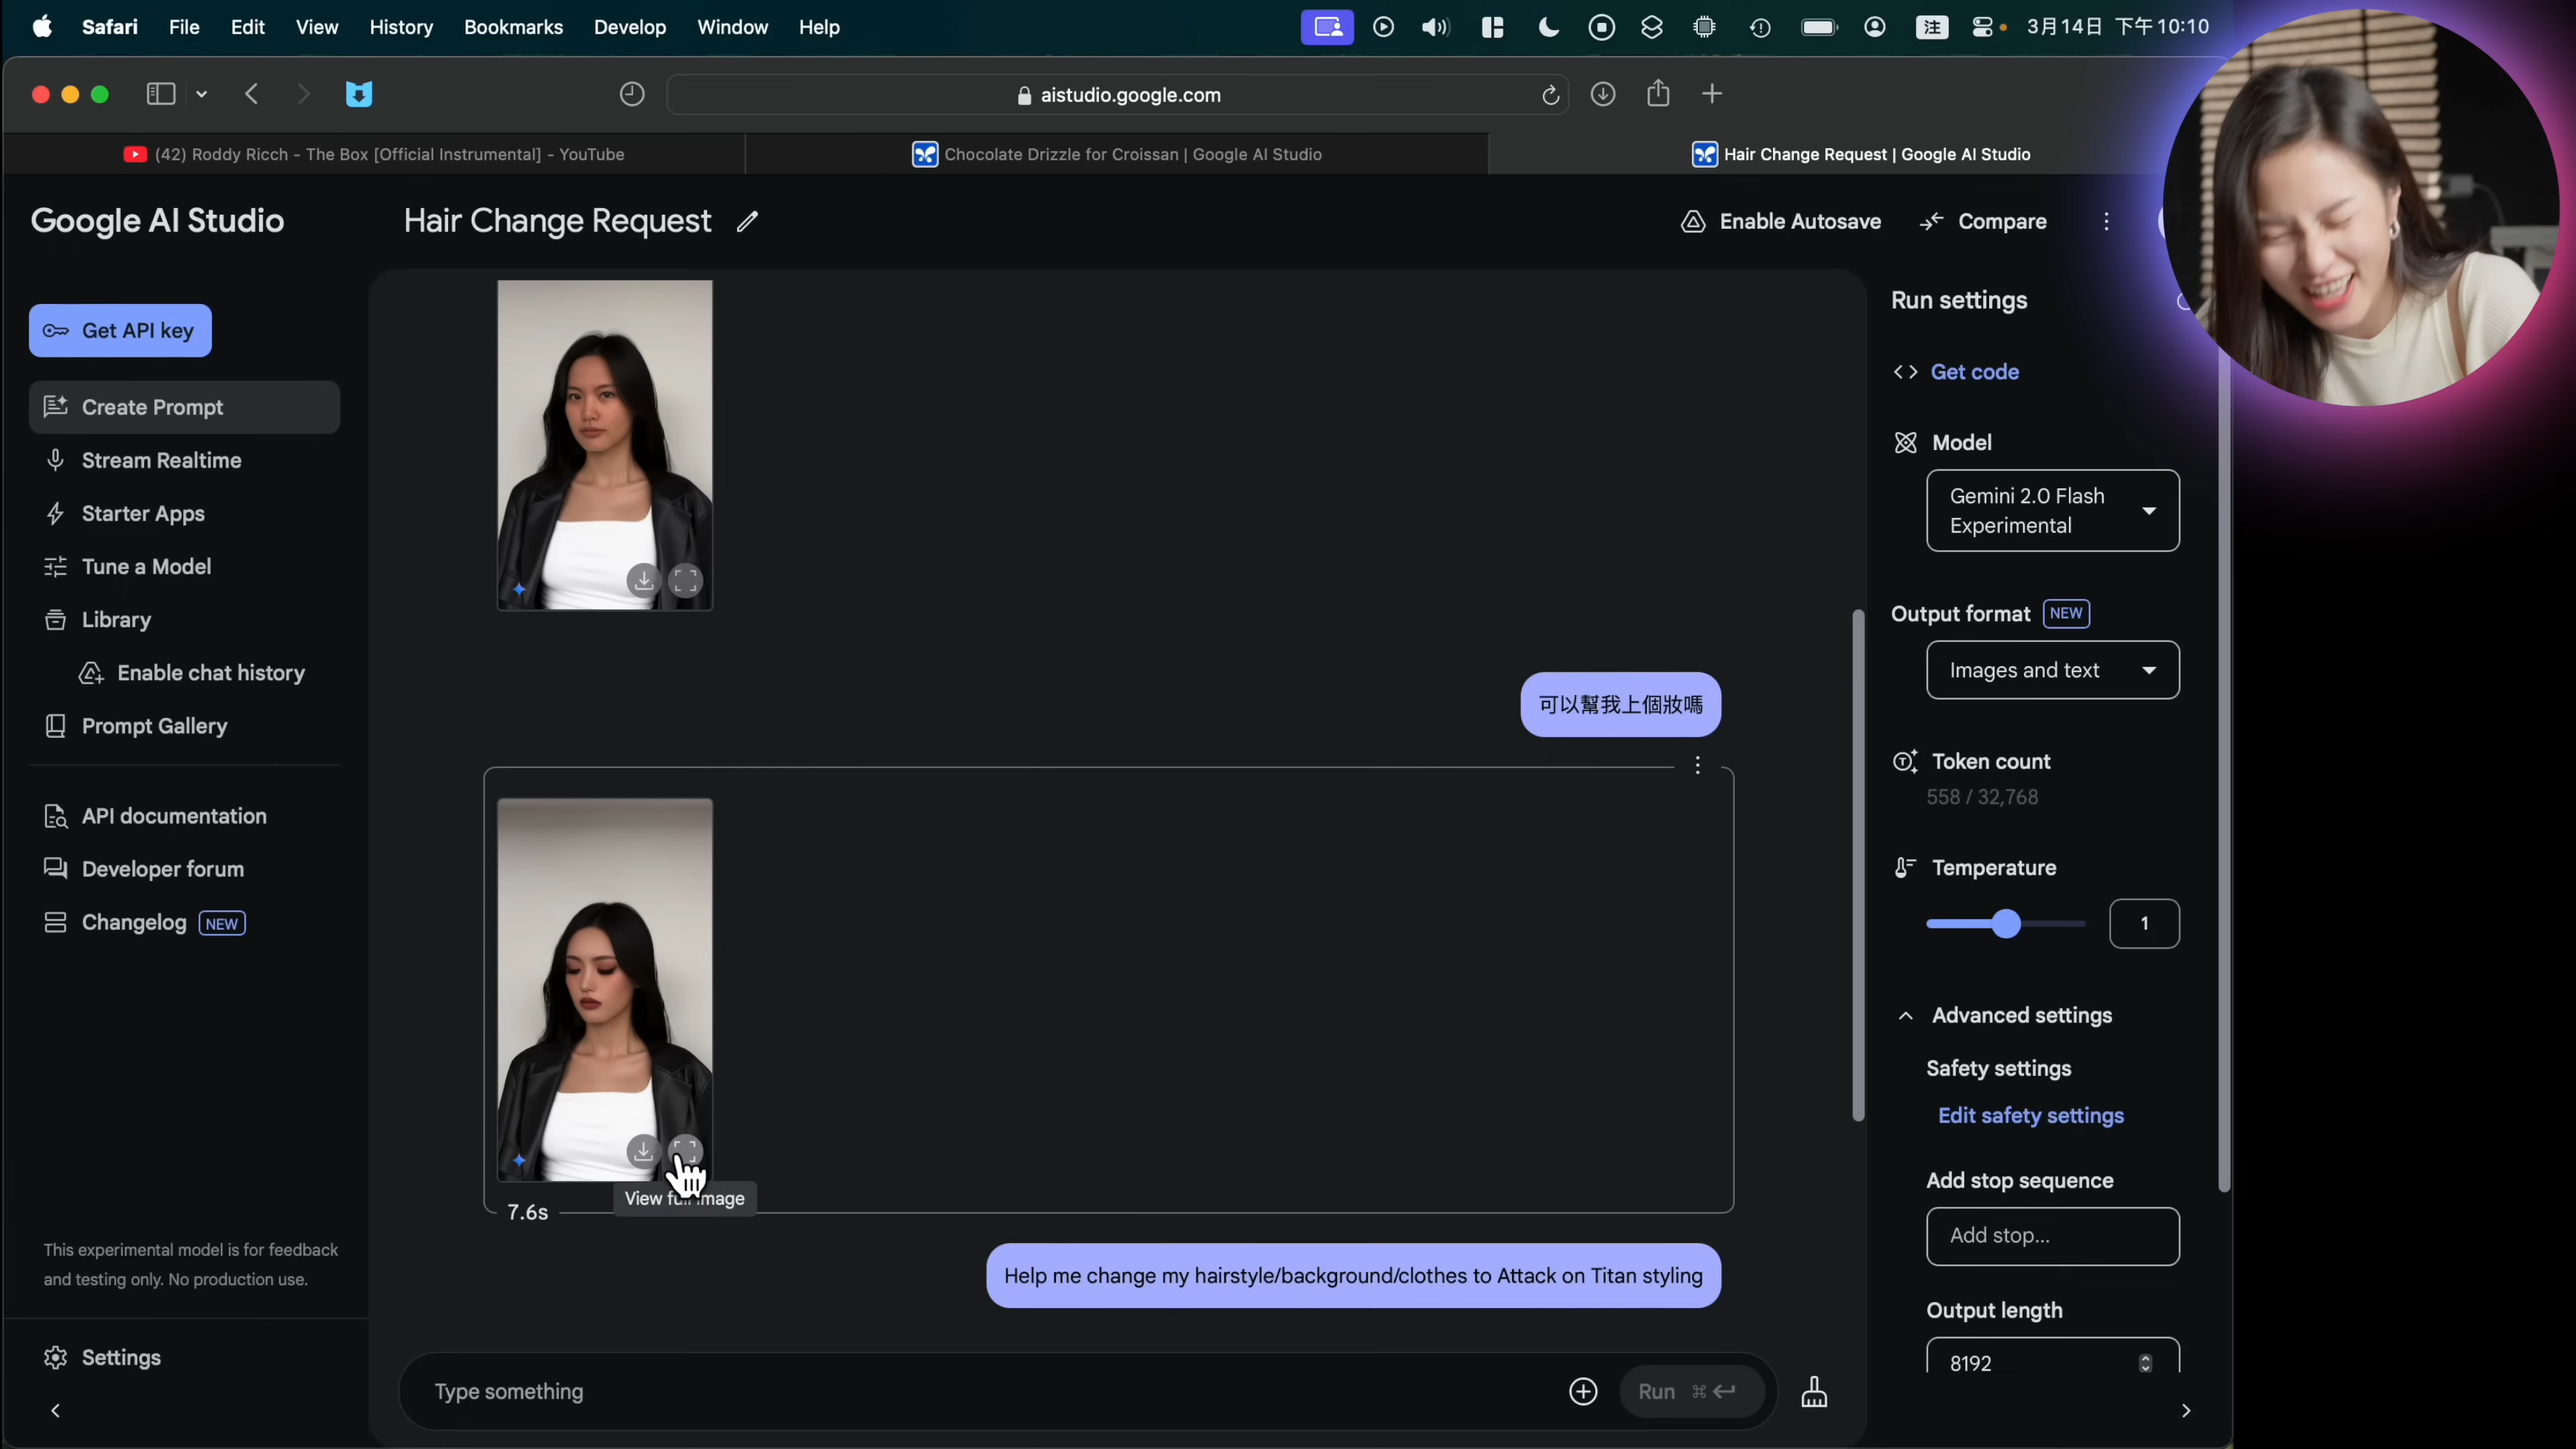 Safari File Edit View History Bookmarks Develop Window Help 注 3月14日 下午10:10
aistudio.google.com
(42) Roddy Ricch - The Box [Official Instrumental] - YouTube
Chocolate Drizzle for Croissan | Google AI Studio
Hair Change Request | Google AI Studio
Google AI Studio
Hair Change Request
Enable Autosave
Compare
Get API key
Create Prompt
Stream Realtime
Starter Apps
Tune a Model
Library
Enable chat history
Prompt Gallery
API documentation
Developer forum
Changelog NEW
This experimental model is for feedback
and testing only. No production use.
Settings
可以幫我上個妝嗎
7.6s
View full image
Help me change my hairstyle/background/clothes to Attack on Titan styling
Type something
Run ⌘
Run settings
Get code
Model
Gemini 2.0 Flash
Experimental
Output format NEW
Images and text
Token count
558 / 32,768
Temperature
1
Advanced settings
Safety settings
Edit safety settings
Add stop sequence
Add stop...
Output length
8192